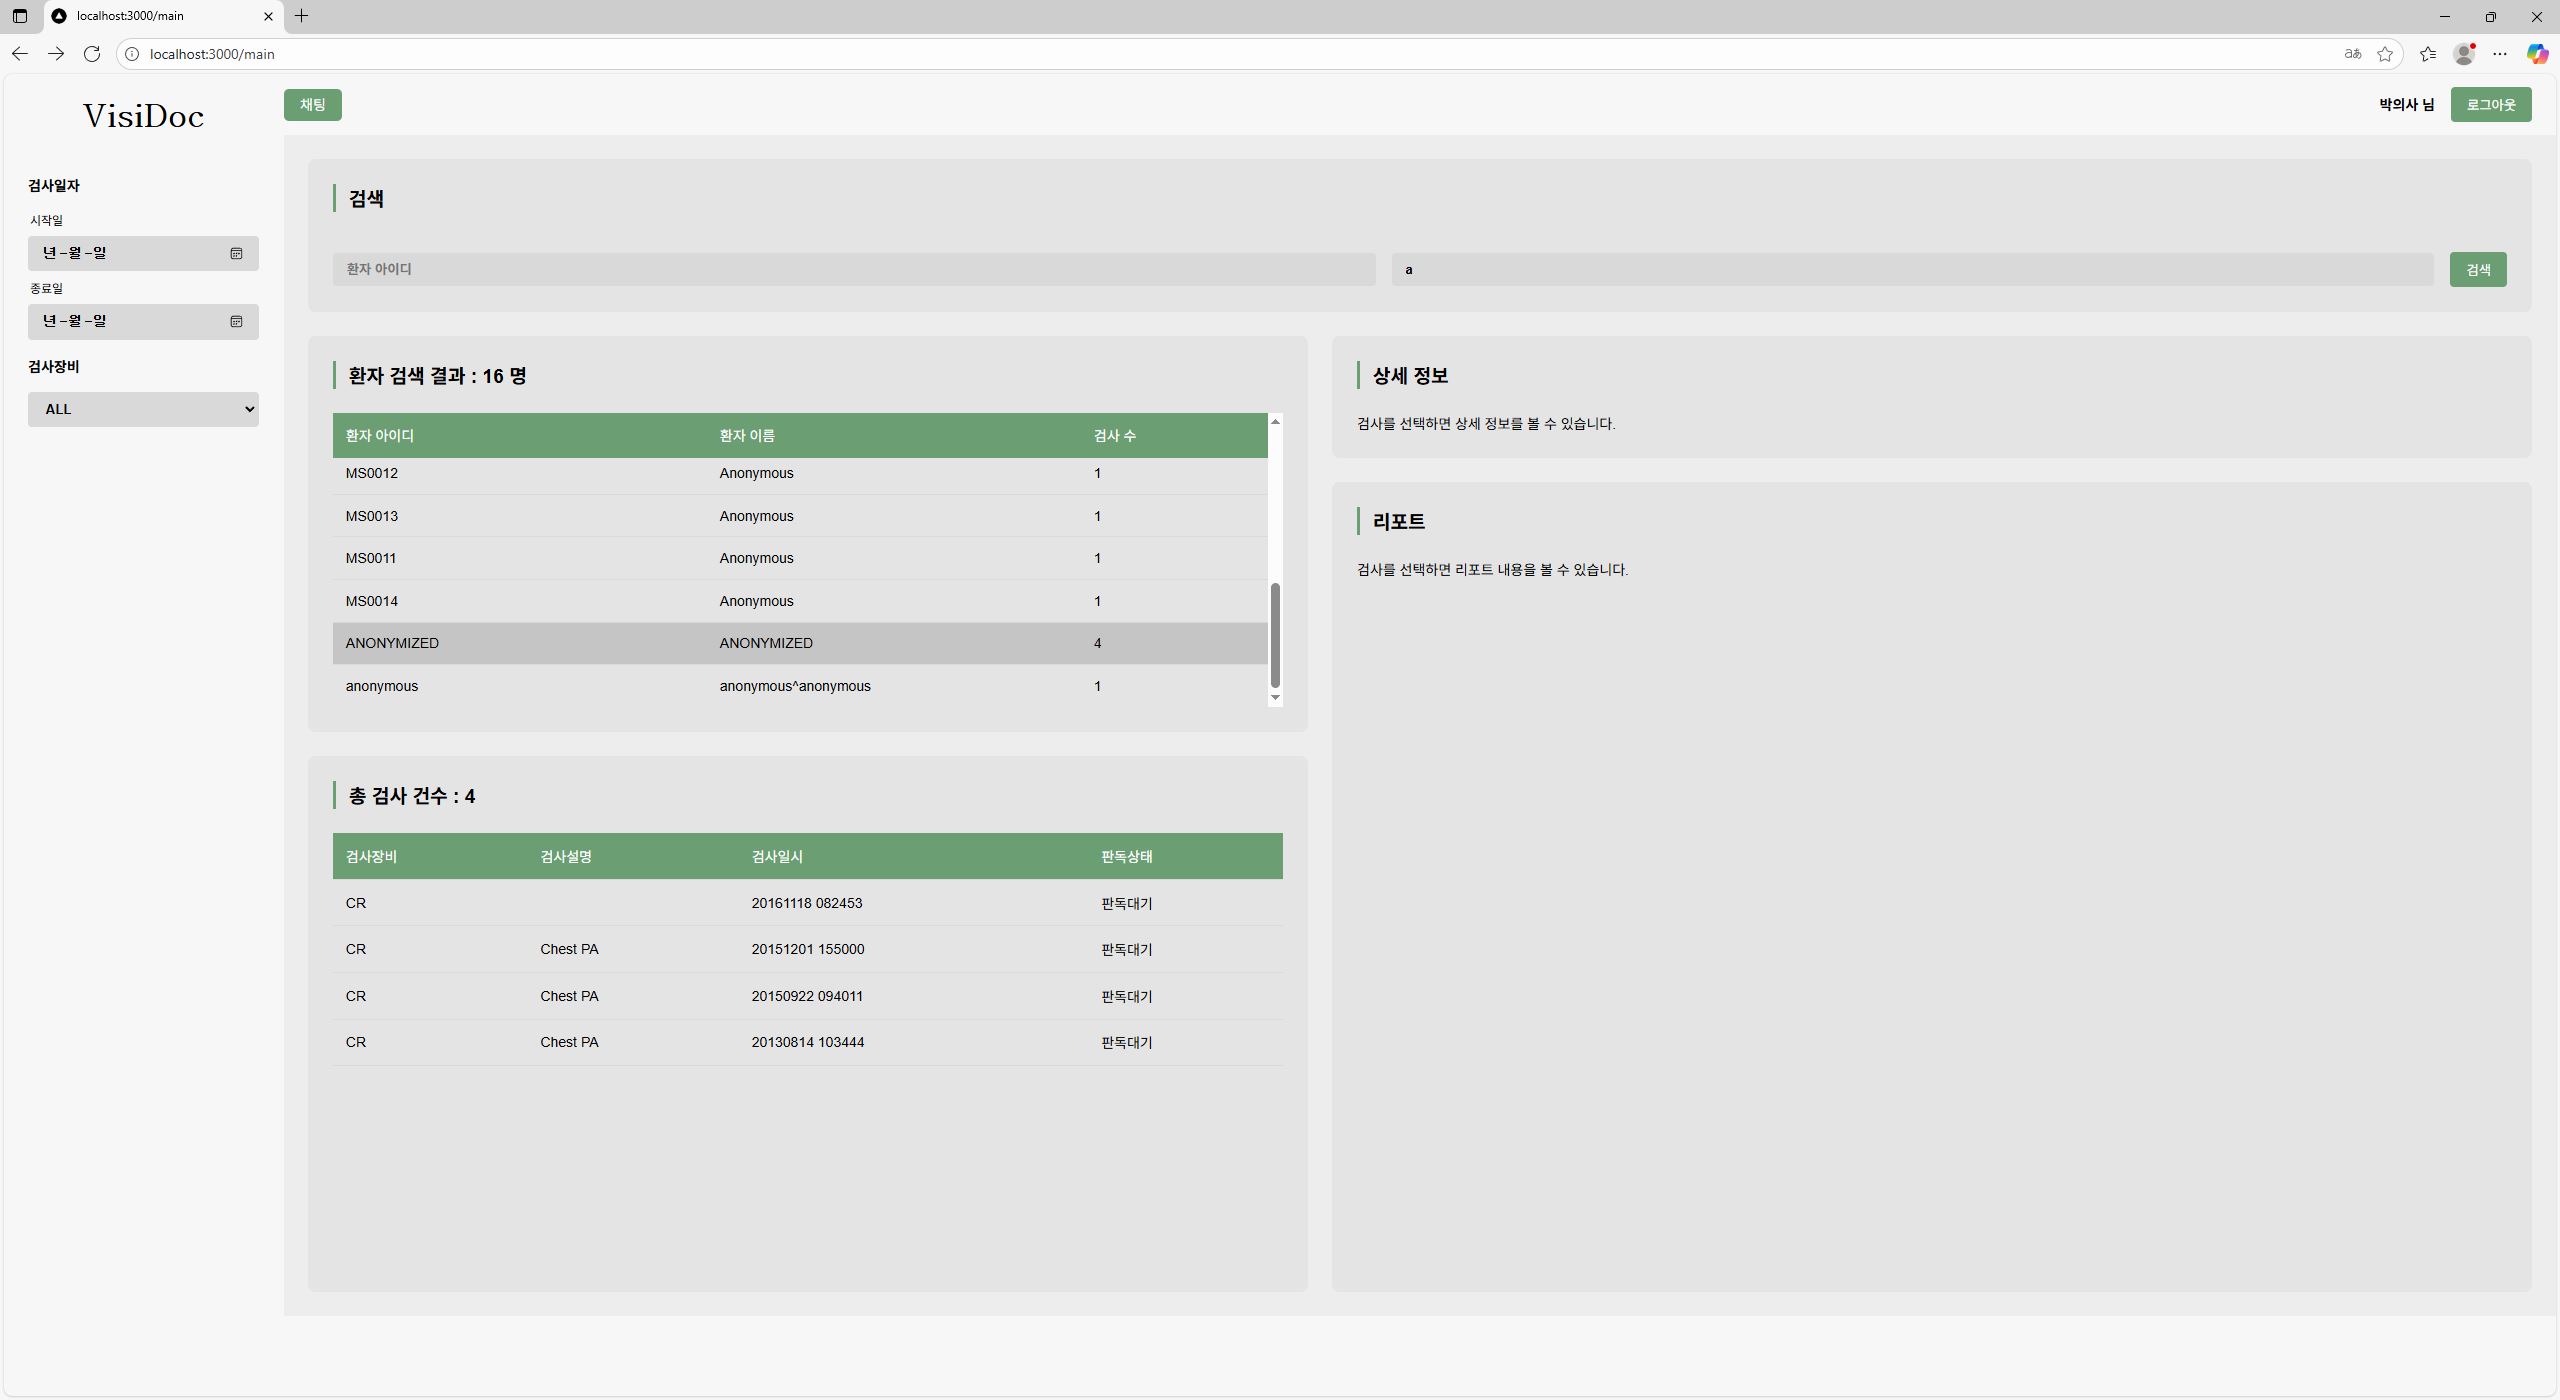 localhost:3000/main
localhost:3000/main
VisiDoc
채팅
박의사 님
로그아웃
검사일자
시작일
년-월-일
종료일
년-월-일
검사장비
ALL
검색
환자 아이디
a
검색
환자 검색 결과 : 16 명
환자 아이디 환자 이름 검사 수
MS0012 Anonymous 1
MS0013 Anonymous 1
MS0011 Anonymous 1
MS0014 Anonymous 1
ANONYMIZED ANONYMIZED 4
anonymous anonymous^anonymous 1
총 검사 건수 : 4
검사장비 검사설명 검사일시 판독상태
CR 20161118 082453 판독대기
CR Chest PA 20151201 155000 판독대기
CR Chest PA 20150922 094011 판독대기
CR Chest PA 20130814 103444 판독대기
상세 정보
검사를 선택하면 상세 정보를 볼 수 있습니다.
리포트
검사를 선택하면 리포트 내용을 볼 수 있습니다.